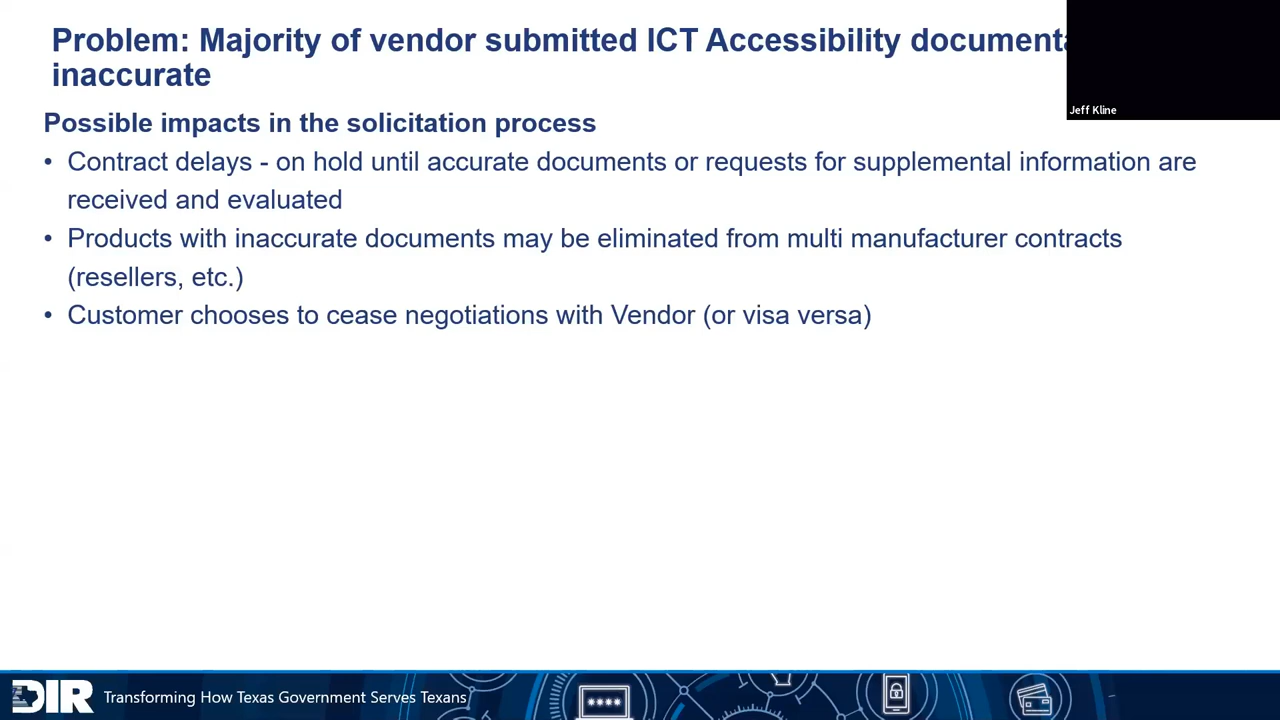 Problem: Majority of vendor submitted ICT Accessibility
inaccurate
Jeff Kline
Possible impacts in the solicitation process
• Contract delays - on hold until accurate documents or requests for supplemental information are
received and evaluated
• Products with inaccurate documents may be eliminated from multi manufacturer contracts
(resellers, etc.)
• Customer chooses to cease negotiations with Vendor (or visa versa)
DIR Transforming How Texas Government Serves Texans